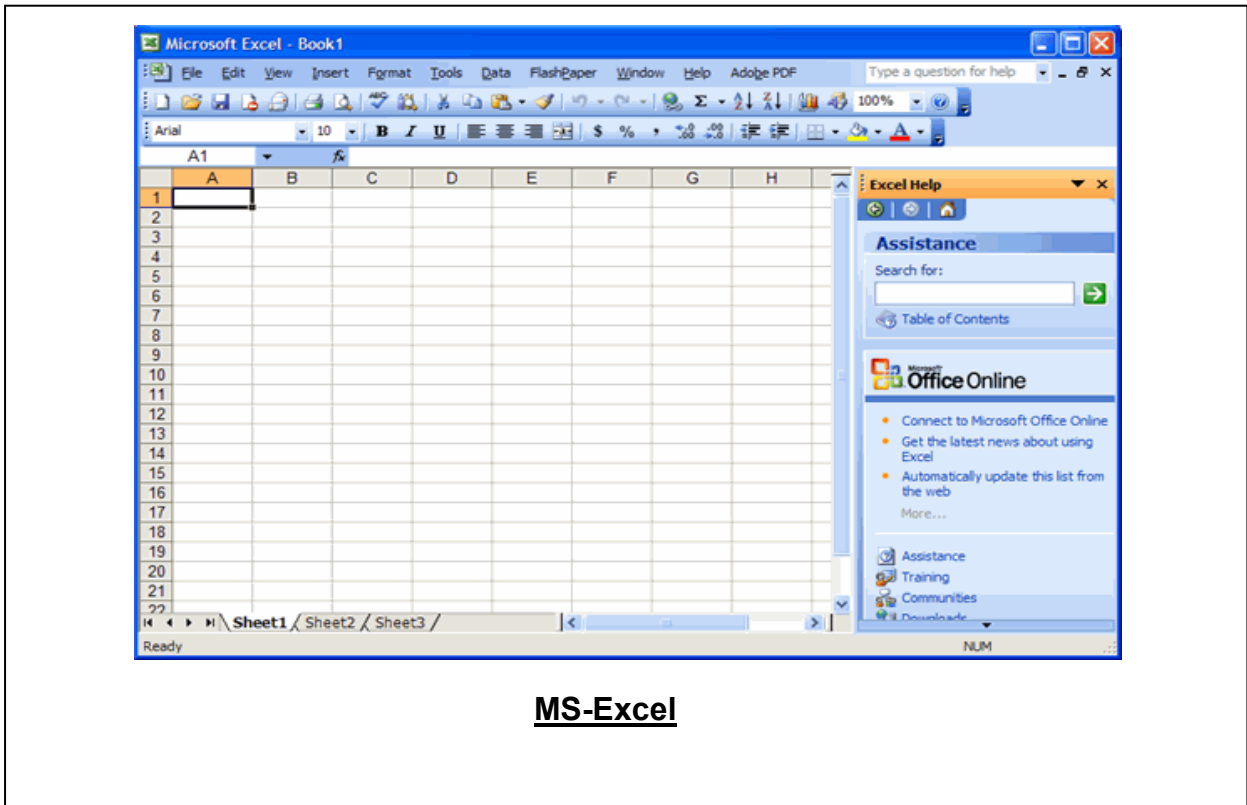 Microsoft Excel - Book1
File Edit View Insert Format Tools Data FlashPaper Window Help Adobe PDF Type a question for help
100%
Arial 10 B I U $ % ,
A1 fx
A B C D E F G H
1
2
3
4
5
6
7
8
9
10
11
12
13
14
15
16
17
18
19
20
21
22
Sheet1 Sheet2 Sheet3
Ready NUM
Excel Help
Assistance
Search for:
Table of Contents
Microsoft
Office Online
Connect to Microsoft Office Online
Get the latest news about using
Excel
Automatically update this list from
the web
More...
Assistance
Training
Communities
Downloads
MS-Excel